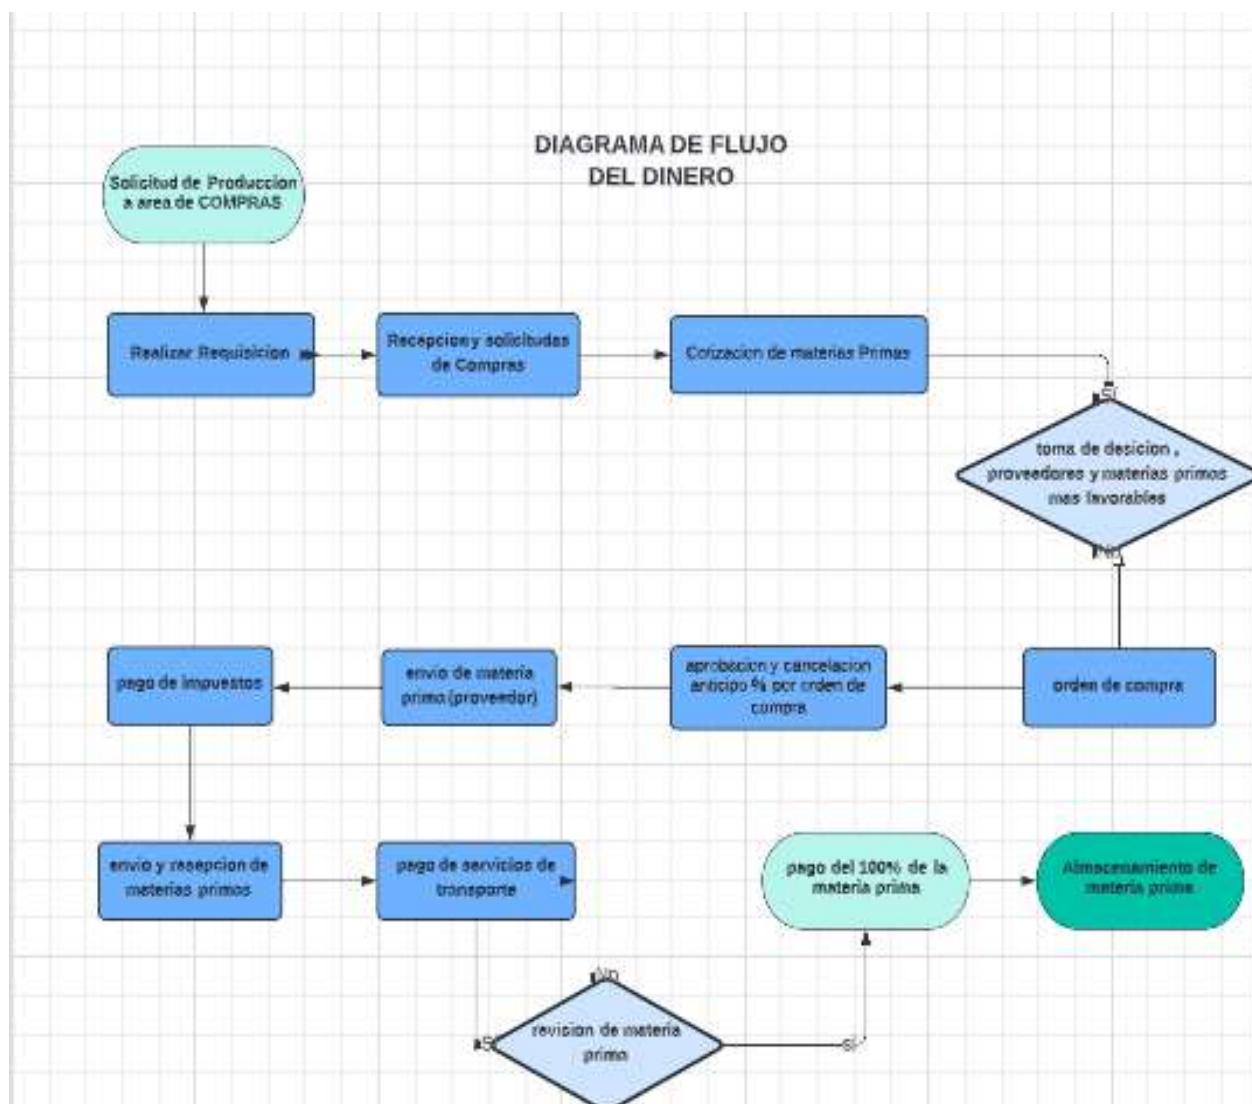 DIAGRAMA DE FLUJO
DEL DINERO
Solicitud de Produccion
a area de COMPRAS
Realizar Requisicion
Recepcion y solicitudas
de Compras
Cotizacion de materias Primas
Si
toma de desicion ,
proveedores y materias primas
mas favorables
No
pago de impuestos
envio de materia
prima (proveedor)
aprobacion y cancelacion
anticipo % por orden de
compra
orden de compra
envio y resepcion de
materias primas
pago de servicios de
transporte
pago del 100% de la
materia prima
Almacenamiento de
materia prima
No
Si
revision de materia
prima
si